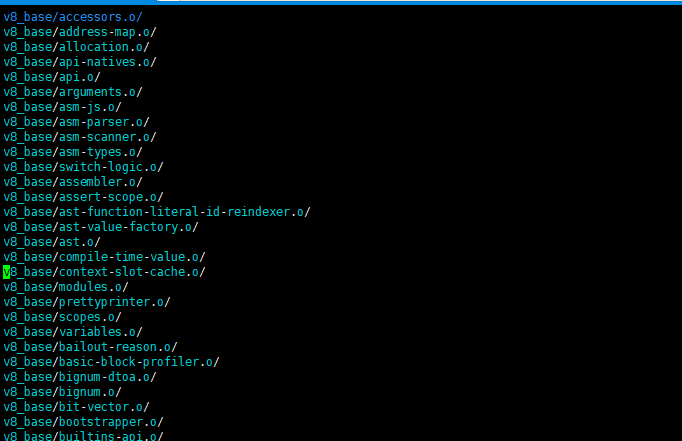 v8_base/accessors.o/
v8_base/address-map.o/
v8_base/allocation.o/
v8_base/api-natives.o/
v8_base/api.o/
v8_base/arguments.o/
v8_base/asm-js.o/
v8_base/asm-parser.o/
v8_base/asm-scanner.o/
v8_base/asm-types.o/
v8_base/switch-logic.o/
v8_base/assembler.o/
v8_base/assert-scope.o/
v8_base/ast-function-literal-id-reindexer.o/
v8_base/ast-value-factory.o/
v8_base/ast.o/
v8_base/compile-time-value.o/
v8_base/context-slot-cache.o/
v8_base/modules.o/
v8_base/prettyprinter.o/
v8_base/scopes.o/
v8_base/variables.o/
v8_base/bailout-reason.o/
v8_base/basic-block-profiler.o/
v8_base/bignum-dtoa.o/
v8_base/bignum.o/
v8_base/bit-vector.o/
v8_base/bootstrapper.o/
v8_base/builtins-api.o/